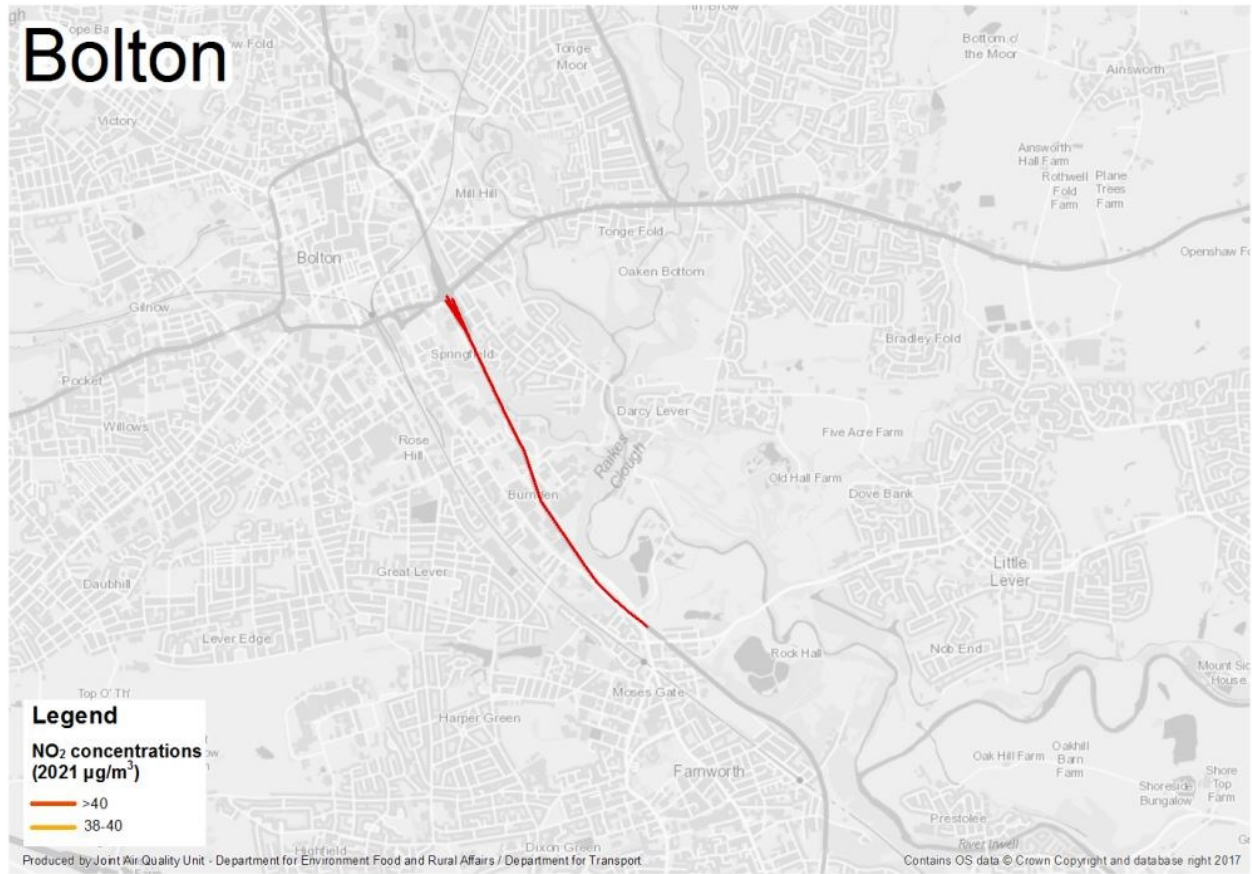 Bolton
Tonge
Moor
Bottom o'
the Moor
Ainsworth
Victory
Ainsworth
Hall Farm
Rothwell
Fold
Farm
Plane
Trees
Farm
Mill Hill
Tonge Fold
Bolton
Oaken Bottom
Gilnow
Bradley Fold
Springfield
Pocket
Darcy Lever
Willows
Rose
Hill
Five Acre Farm
Raikes
Clough
Old Hall Farm
Burnden
Dove Bank
Great Lever
Little
Lever
Daubhill
Lever Edge
Rock Hall
Nob End
Moses Gate
Top O' Th'
Harper Green
Legend
NO₂ concentrations
(2021 µg/m³)
>40
38-40
Farnworth
Oak Hill Farm
Oakhill
Barn
Farm
Shoreside
Bungalow
Shore
Top
Farm
Prestolee
River Irwell
Highfield
Dixon Green
Produced by Joint Air Quality Unit - Department for Environment Food and Rural Affairs / Department for Transport
Contains OS data © Crown Copyright and database right 2017